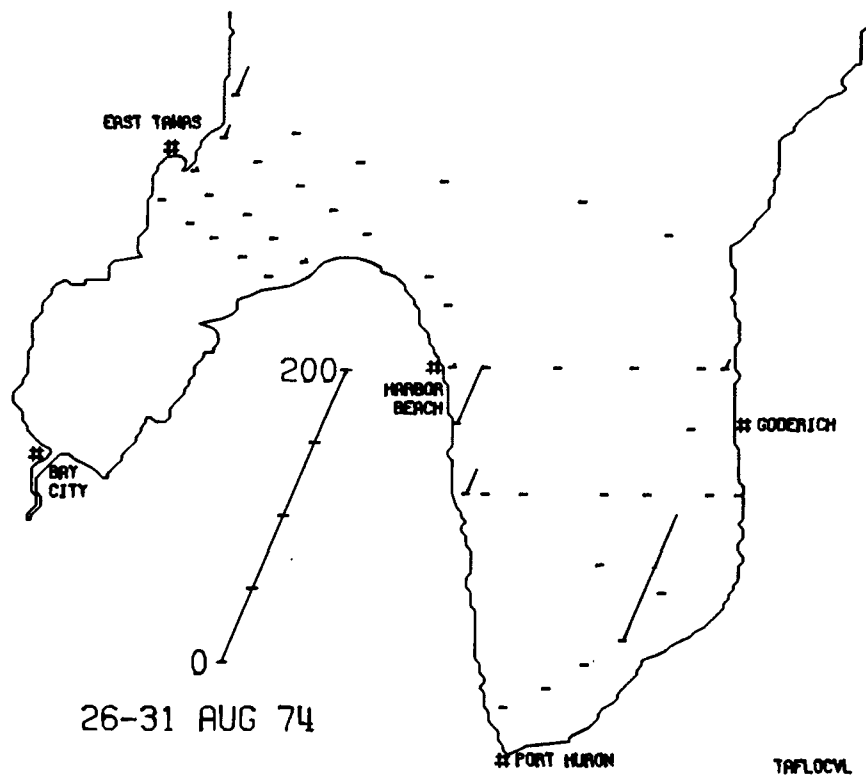 EAST TAWAS
#
200
#
HARBOR
BEACH
# GODERICH
#
BAY
CITY
0
26-31 AUG 74
# PORT HURON
TAFLOCVL